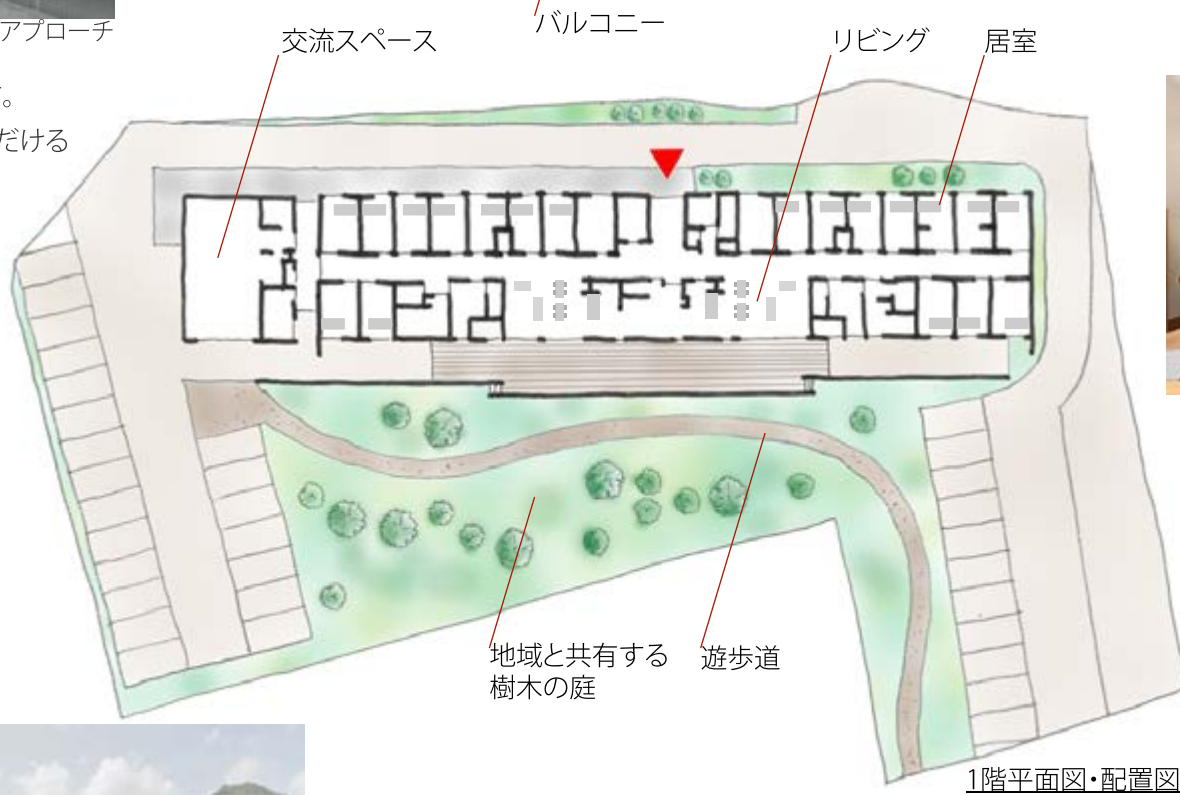 アプローチ
バルコニー
交流スペース
リビング
居室
。
だける
地域と共有する
樹木の庭
遊歩道
1階平面図・配置図